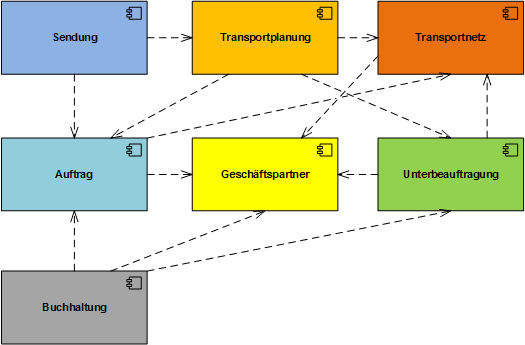 Sendung
Transportplanung
Transportnetz
Auftrag
Geschäftspartner
Unterbeauftragung
Buchhaltung